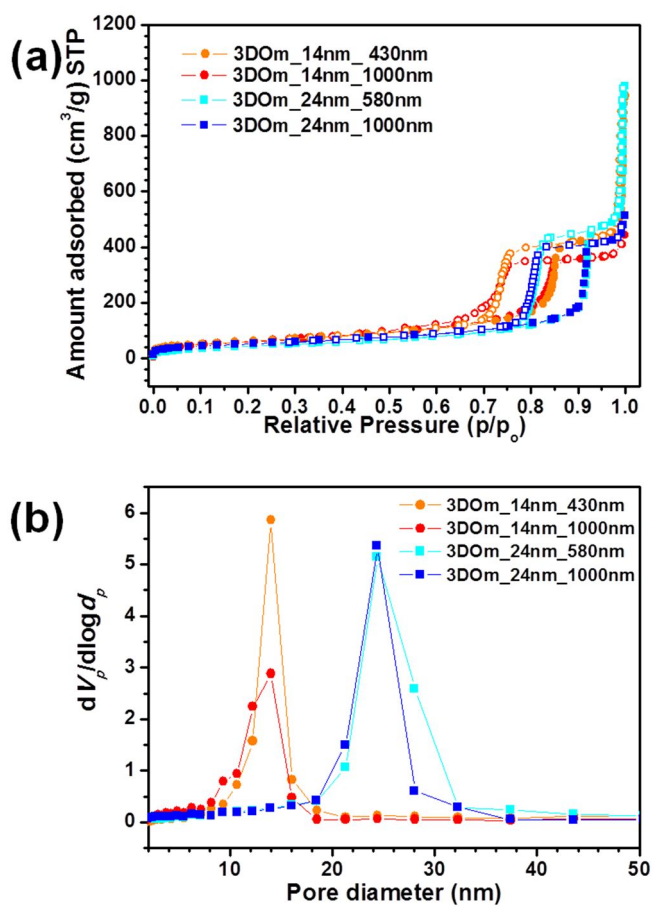 (a)
Amount adsorbed (cm³/g) STP
1200
1000
800
600
400
200
0
3DOm_14nm_430nm
3DOm_14nm_1000nm
3DOm_24nm_580nm
3DOm_24nm_1000nm
0.0 0.1 0.2 0.3 0.4 0.5 0.6 0.7 0.8 0.9 1.0
Relative Pressure (p/pₒ)
(b)
dVₚ/dlogdₚ
6
5
4
3
2
1
0
3DOm_14nm_430nm
3DOm_14nm_1000nm
3DOm_24nm_580nm
3DOm_24nm_1000nm
10 20 30 40 50
Pore diameter (nm)